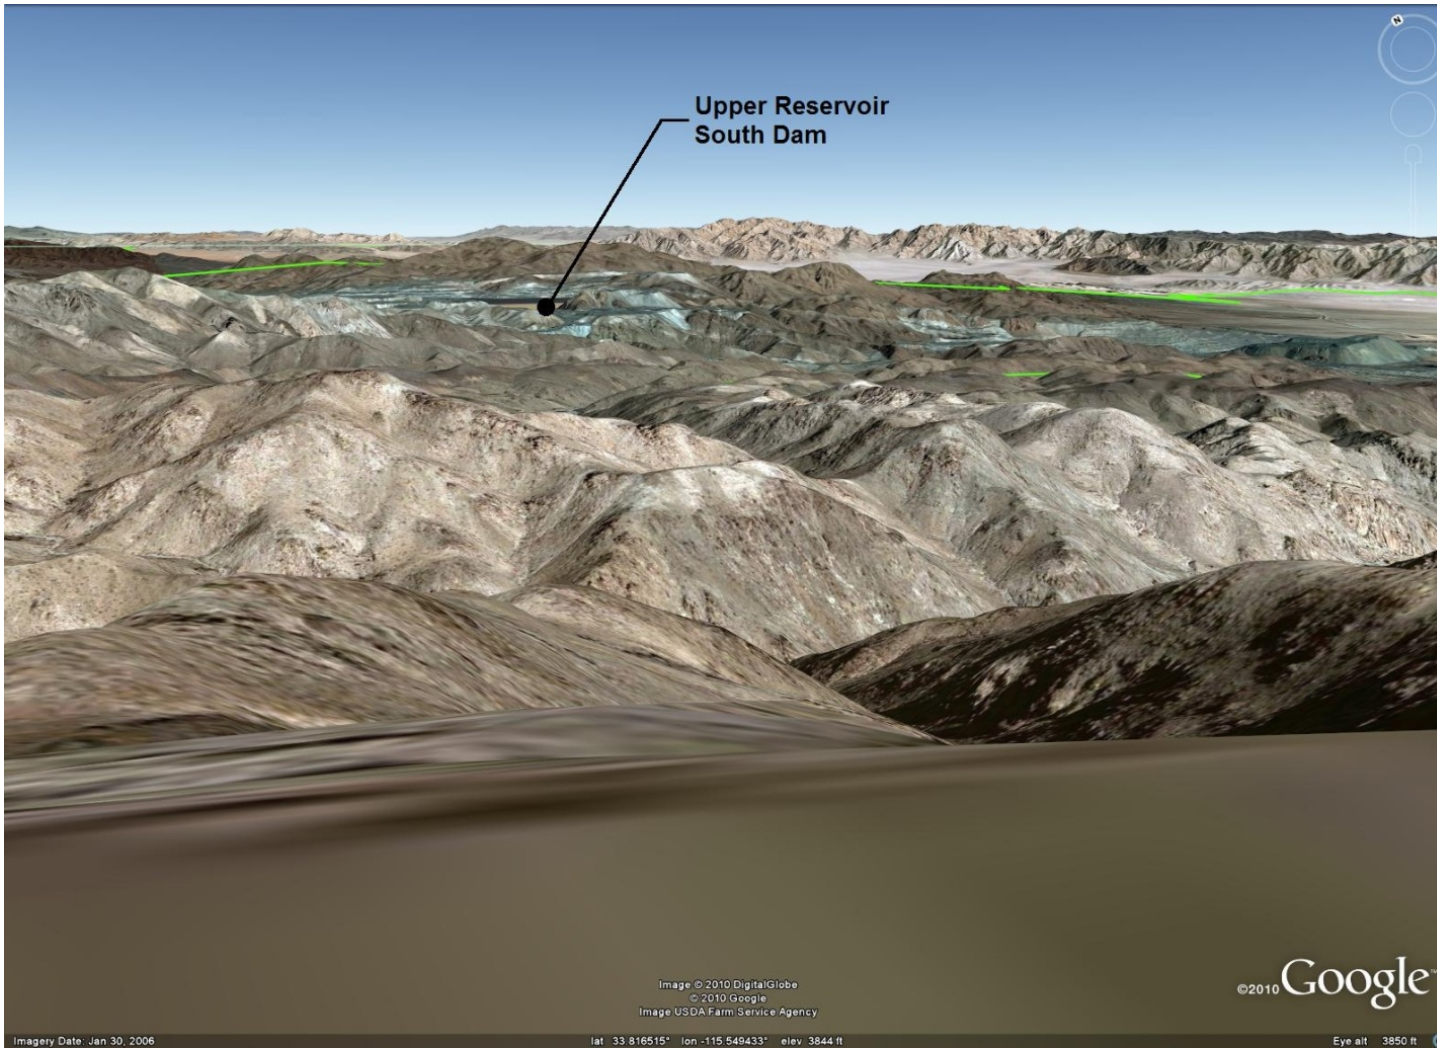 N
Upper Reservoir
South Dam
Image © 2010 DigitalGlobe
© 2010 Google
Image USDA Farm Service Agency
©2010 Google™
Imagery Date: Jan 30, 2006
lat 33.816515° lon -115.549433° elev 3844 ft
Eye alt 3850 ft